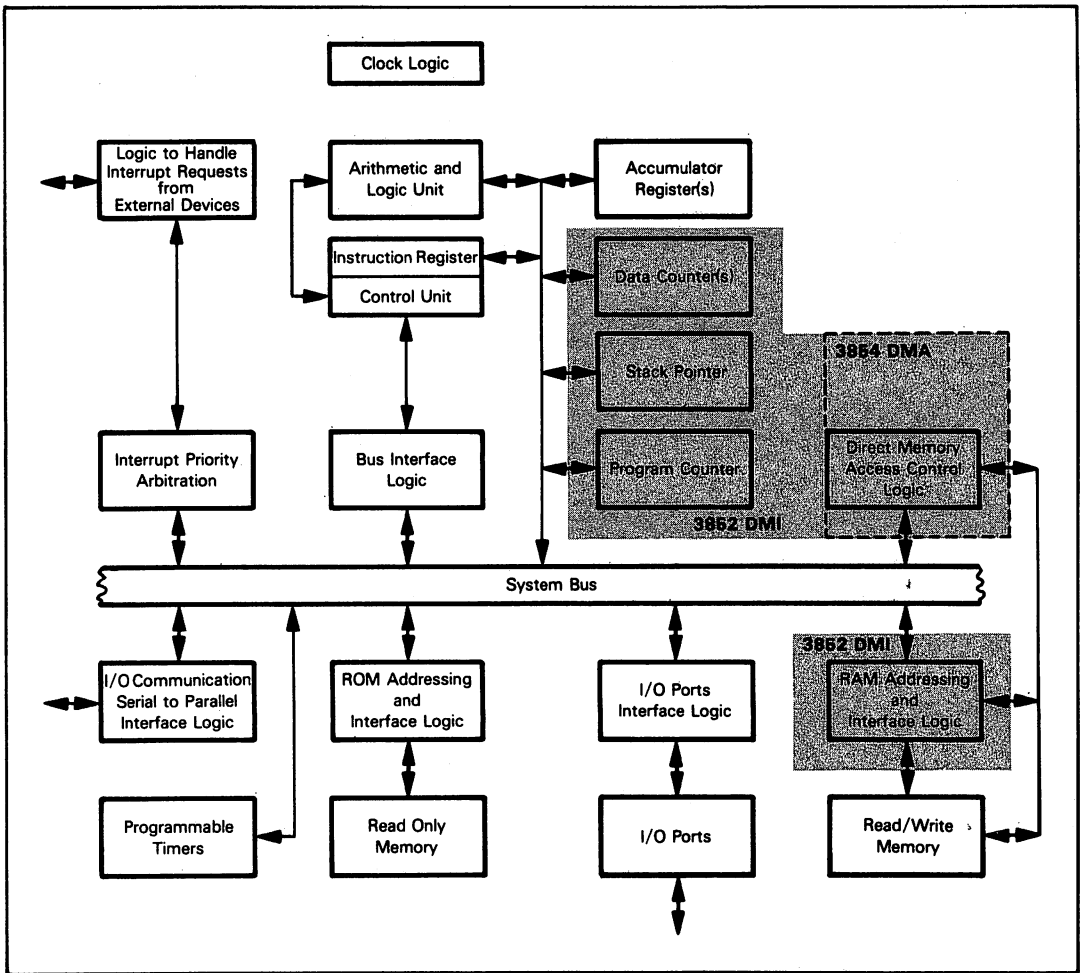 Clock Logic
Logic to Handle
Interrupt Requests
from
External Devices
Arithmetic and
Logic Unit
Accumulator
Register(s)
Instruction Register
Control Unit
Data Counter(s)
Stack Pointer
3854 DMA
Interrupt Priority
Arbitration
Bus Interface
Logic
Program Counter
Direct Memory
Access Control
Logic
3852 DMI
System Bus
3852 DMI
I/O Communication
Serial to Parallel
Interface Logic
ROM Addressing
and
Interface Logic
I/O Ports
Interface Logic
RAM Addressing
and
Interface Logic
Programmable
Timers
Read Only
Memory
I/O Ports
Read/Write
Memory